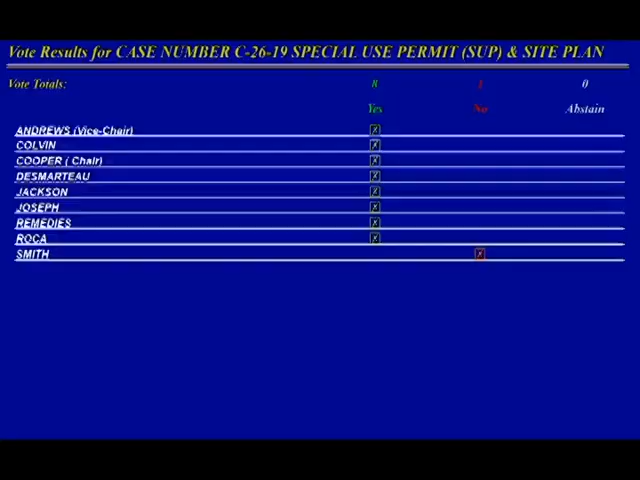 Vote Results for CASE NUMBER C-26-19 SPECIAL USE PERMIT (SUP) & SITE PLAN
Vote Totals: 8 1 0
Yes No Abstain
ANDREWS (Vice-Chair)
COLVIN
COOPER ( Chair)
DESMARTEAU
JACKSON
JOSEPH
REMEDIES
ROCA
SMITH